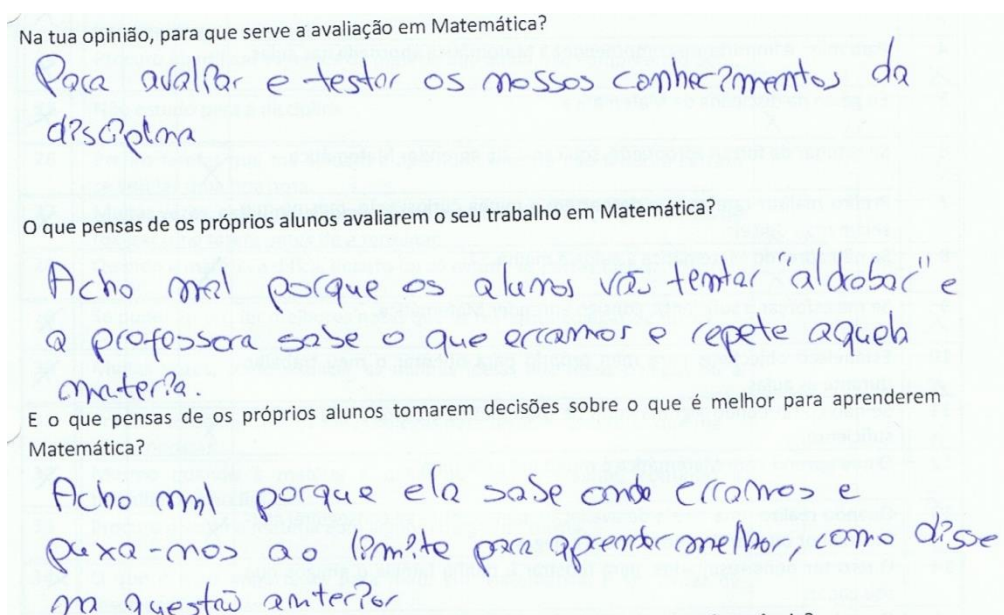 Na tua opinião, para que serve a avaliação em Matemática?
Para avaliar e testar os nossos conhecimentos da
disciplina
O que pensas de os próprios alunos avaliarem o seu trabalho em Matemática?
Acho mal porque os alunos vão tentar "aldrobar" e
a professora sabe o que erramos e repete aquela
materia.
E o que pensas de os próprios alunos tomarem decisões sobre o que é melhor para aprenderem
Matemática?
Acho mal porque ela sabe onde erramos e
puxa-nos ao limite para aprender melhor, como disse
na questão anterior